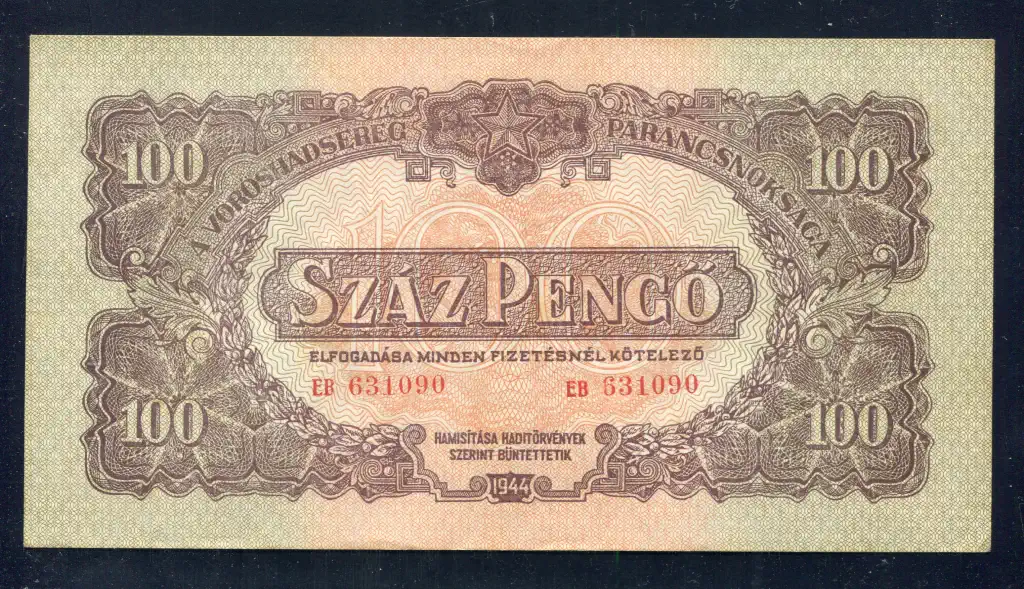 A VÖRÖSHADSEREG PARANCSNOKSÁGA
100 100
100
SZÁZ PENGŐ
ELFOGADÁSA MINDEN FIZETÉSNÉL KÖTELEZŐ
EB 631090 EB 631090
100 100
HAMISÍTÁSA HADITÖRVÉNYEK
SZERINT BÜNTETTETIK
1944